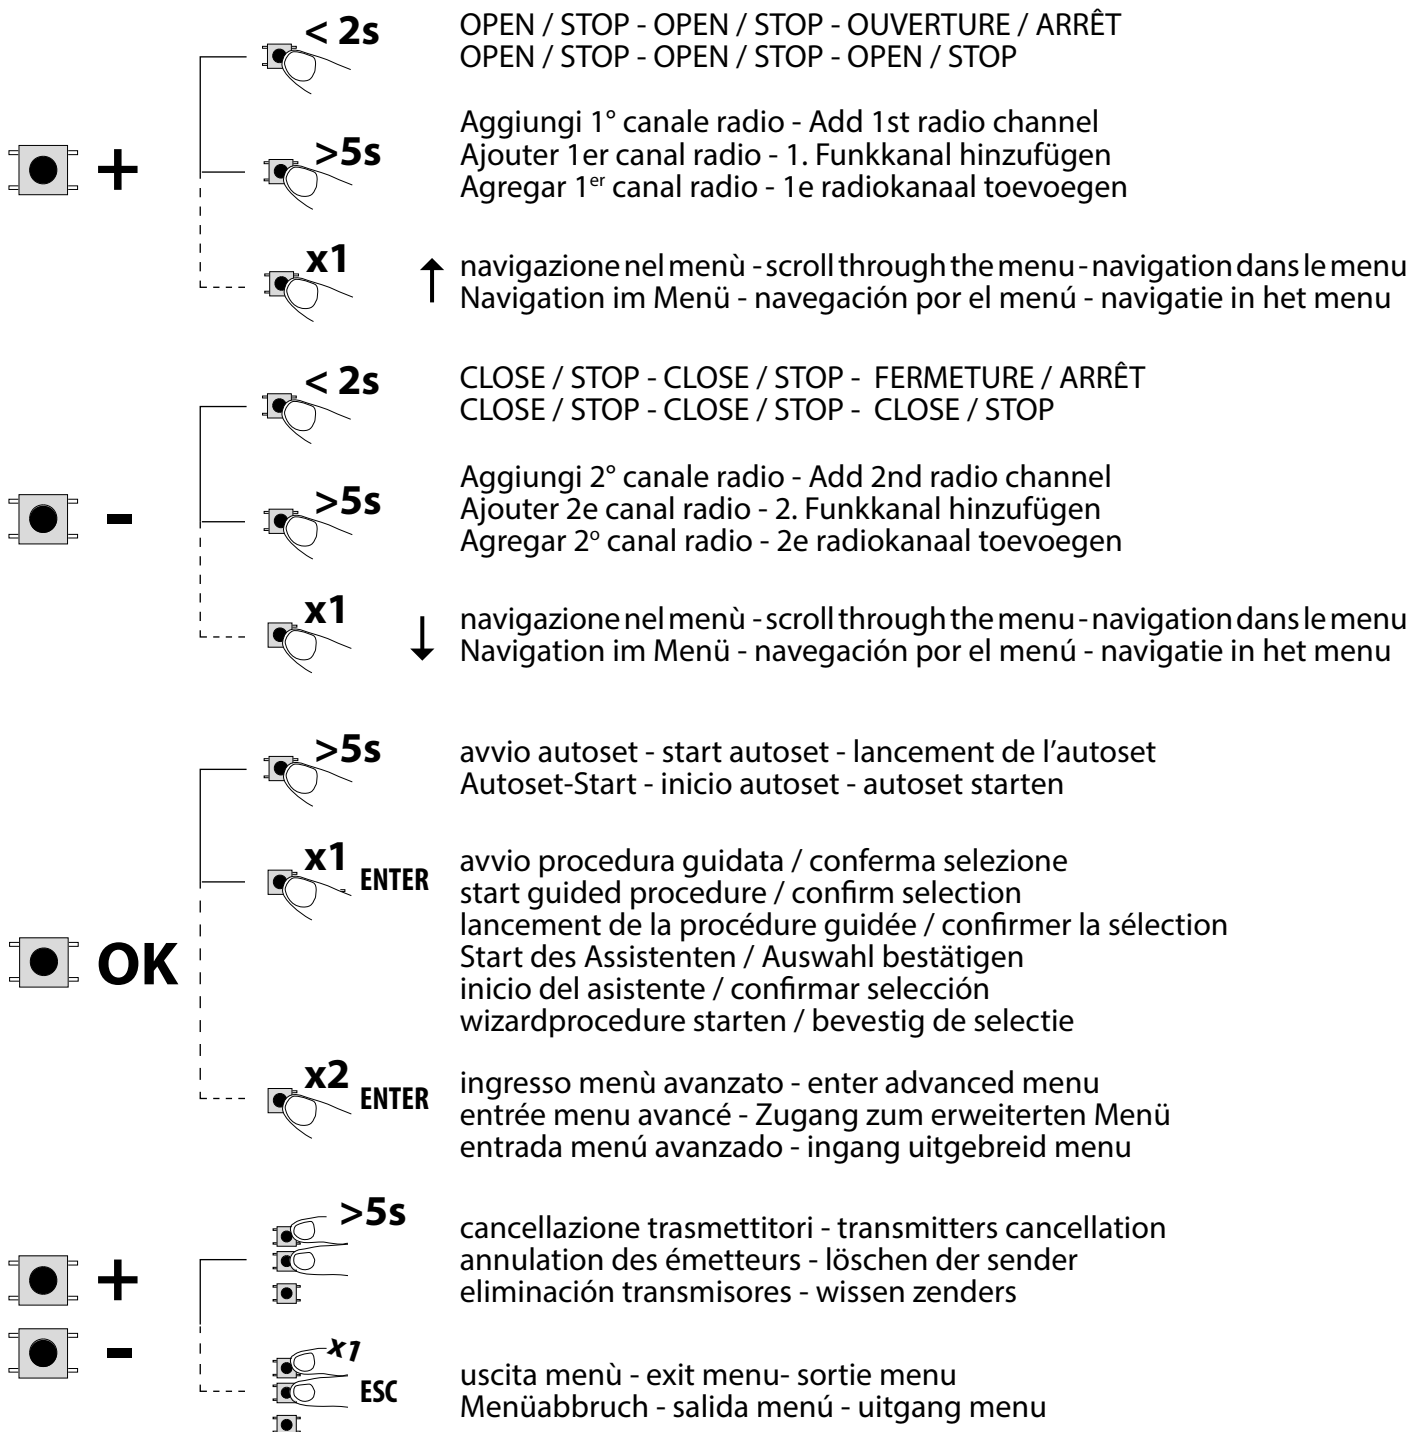 < 2s
OPEN / STOP - OPEN / STOP - OUVERTURE / ARRÊT
OPEN / STOP - OPEN / STOP - OPEN / STOP
+
>5s
Aggiungi 1° canale radio - Add 1st radio channel
Ajouter 1er canal radio - 1. Funkkanal hinzufügen
Agregar 1er canal radio - 1e radiokanaal toevoegen
x1
↑
navigazione nel menù - scroll through the menu - navigation dans le menu
Navigation im Menü - navegación por el menú - navigatie in het menu
< 2s
CLOSE / STOP - CLOSE / STOP - FERMETURE / ARRÊT
CLOSE / STOP - CLOSE / STOP - CLOSE / STOP
-
>5s
Aggiungi 2° canale radio - Add 2nd radio channel
Ajouter 2e canal radio - 2. Funkkanal hinzufügen
Agregar 2º canal radio - 2e radiokanaal toevoegen
x1
↓
navigazione nel menù - scroll through the menu - navigation dans le menu
Navigation im Menü - navegación por el menú - navigatie in het menu
>5s
avvio autoset - start autoset - lancement de l’autoset
Autoset-Start - inicio autoset - autoset starten
OK
x1 ENTER
avvio procedura guidata / conferma selezione
start guided procedure / confirm selection
lancement de la procédure guidée / confirmer la sélection
Start des Assistenten / Auswahl bestätigen
inicio del asistente / confirmar selección
wizardprocedure starten / bevestig de selectie
x2 ENTER
ingresso menù avanzato - enter advanced menu
entrée menu avancé - Zugang zum erweiterten Menü
entrada menú avanzado - ingang uitgebreid menu
+
-
>5s
cancellazione trasmettitori - transmitters cancellation
annulation des émetteurs - löschen der sender
eliminación transmisores - wissen zenders
x1
ESC
uscita menù - exit menu- sortie menu
Menüabbruch - salida menú - uitgang menu